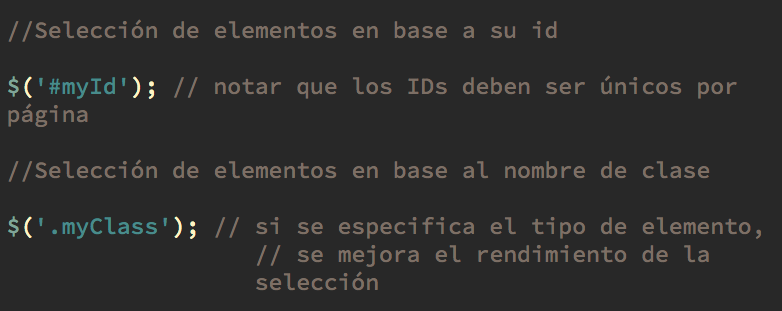 //Selección de elementos en base a su id
$('#myId'); // notar que los IDs deben ser únicos por
página
//Selección de elementos en base al nombre de clase
$('.myClass'); // si se especifica el tipo de elemento,
// se mejora el rendimiento de la
selección